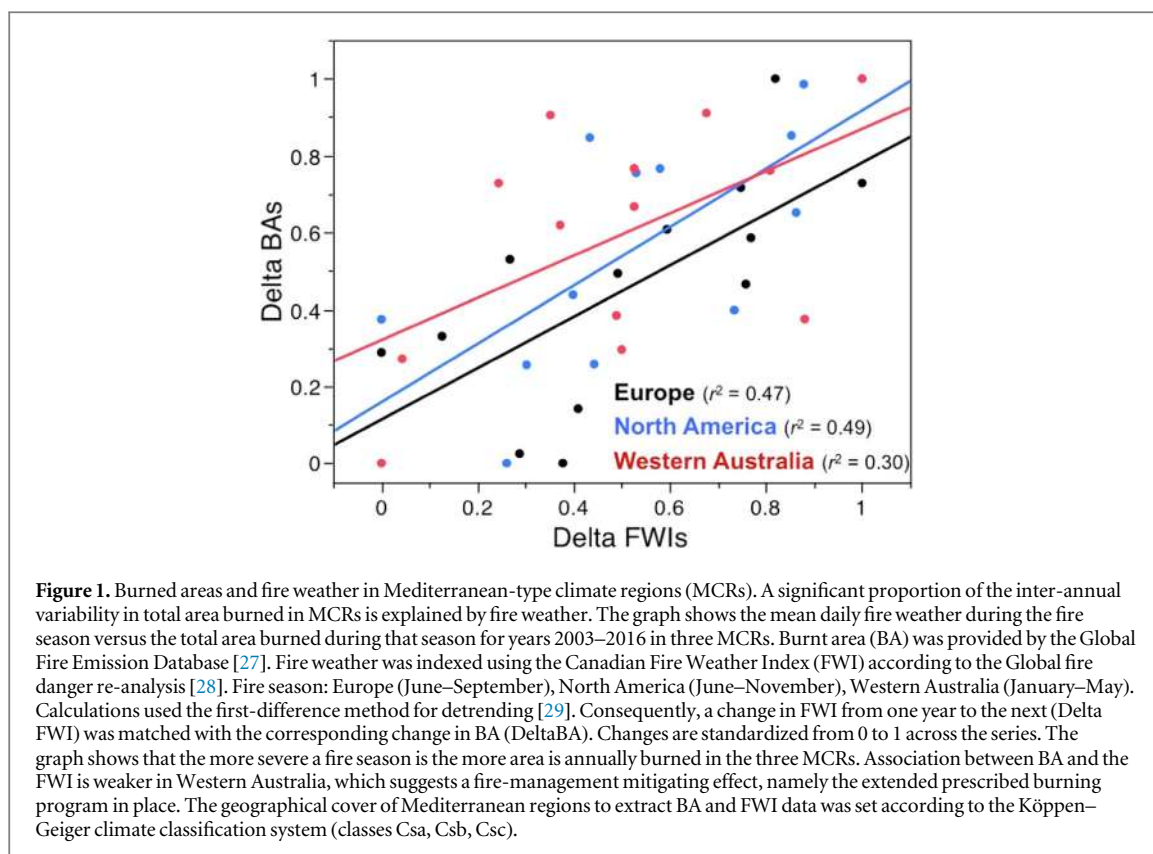 1
0.8
0.6
0.4
0.2
0
Delta BAs
Europe (r² = 0.47)
North America (r² = 0.49)
Western Australia (r² = 0.30)
0 0.2 0.4 0.6 0.8 1
Delta FWIs
Figure 1. Burned areas and fire weather in Mediterranean-type climate regions (MCRs). A significant proportion of the inter-annual
variability in total area burned in MCRs is explained by fire weather. The graph shows the mean daily fire weather during the fire
season versus the total area burned during that season for years 2003–2016 in three MCRs. Burnt area (BA) was provided by the Global
Fire Emission Database [27]. Fire weather was indexed using the Canadian Fire Weather Index (FWI) according to the Global fire
danger re-analysis [28]. Fire season: Europe (June–September), North America (June–November), Western Australia (January–May).
Calculations used the first-difference method for detrending [29]. Consequently, a change in FWI from one year to the next (Delta
FWI) was matched with the corresponding change in BA (DeltaBA). Changes are standardized from 0 to 1 across the series. The
graph shows that the more severe a fire season is the more area is annually burned in the three MCRs. Association between BA and the
FWI is weaker in Western Australia, which suggests a fire-management mitigating effect, namely the extended prescribed burning
program in place. The geographical cover of Mediterranean regions to extract BA and FWI data was set according to the Köppen–
Geiger climate classification system (classes Csa, Csb, Csc).